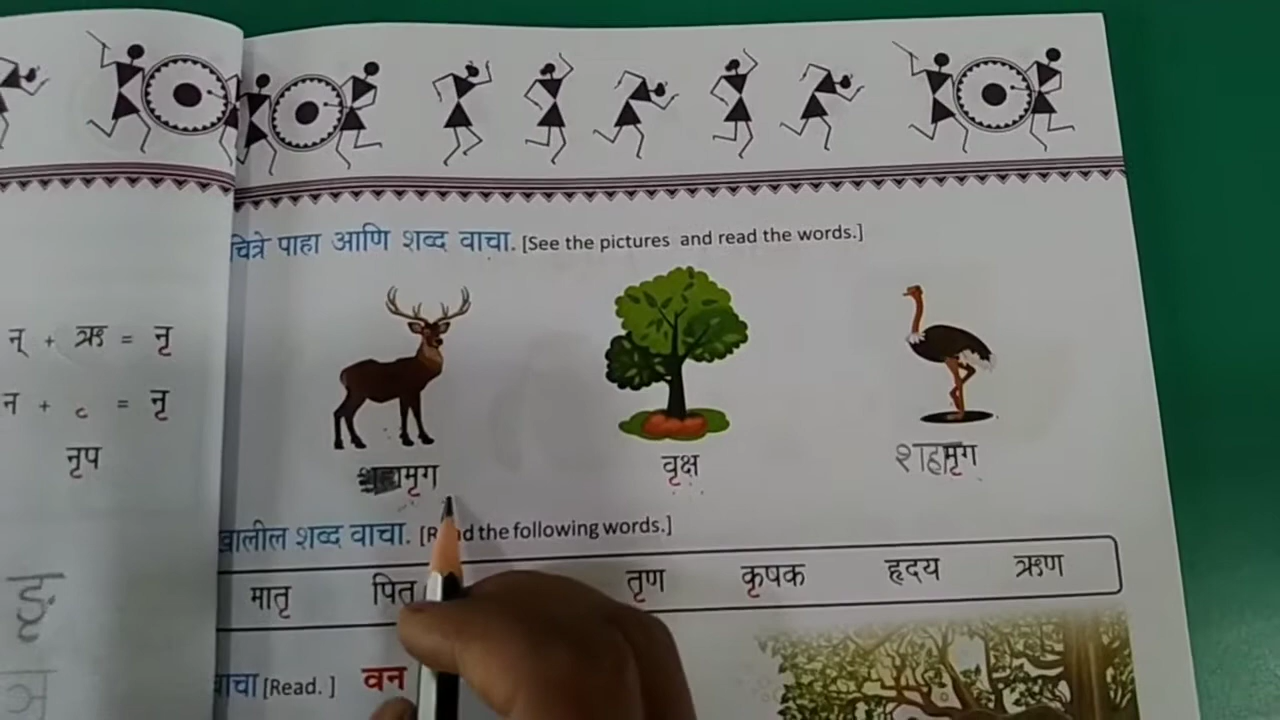 चित्रे पाहा आणि शब्द वाचा. [See the pictures and read the words.]
न् + ऋ = नृ
न + ृ = नृ
नृप
मृग वृक्ष शहामृग
खालील शब्द वाचा. [Read the following words.]
मातृ तृण कृषक हृदय ऋण
वाचा [Read. ] वन